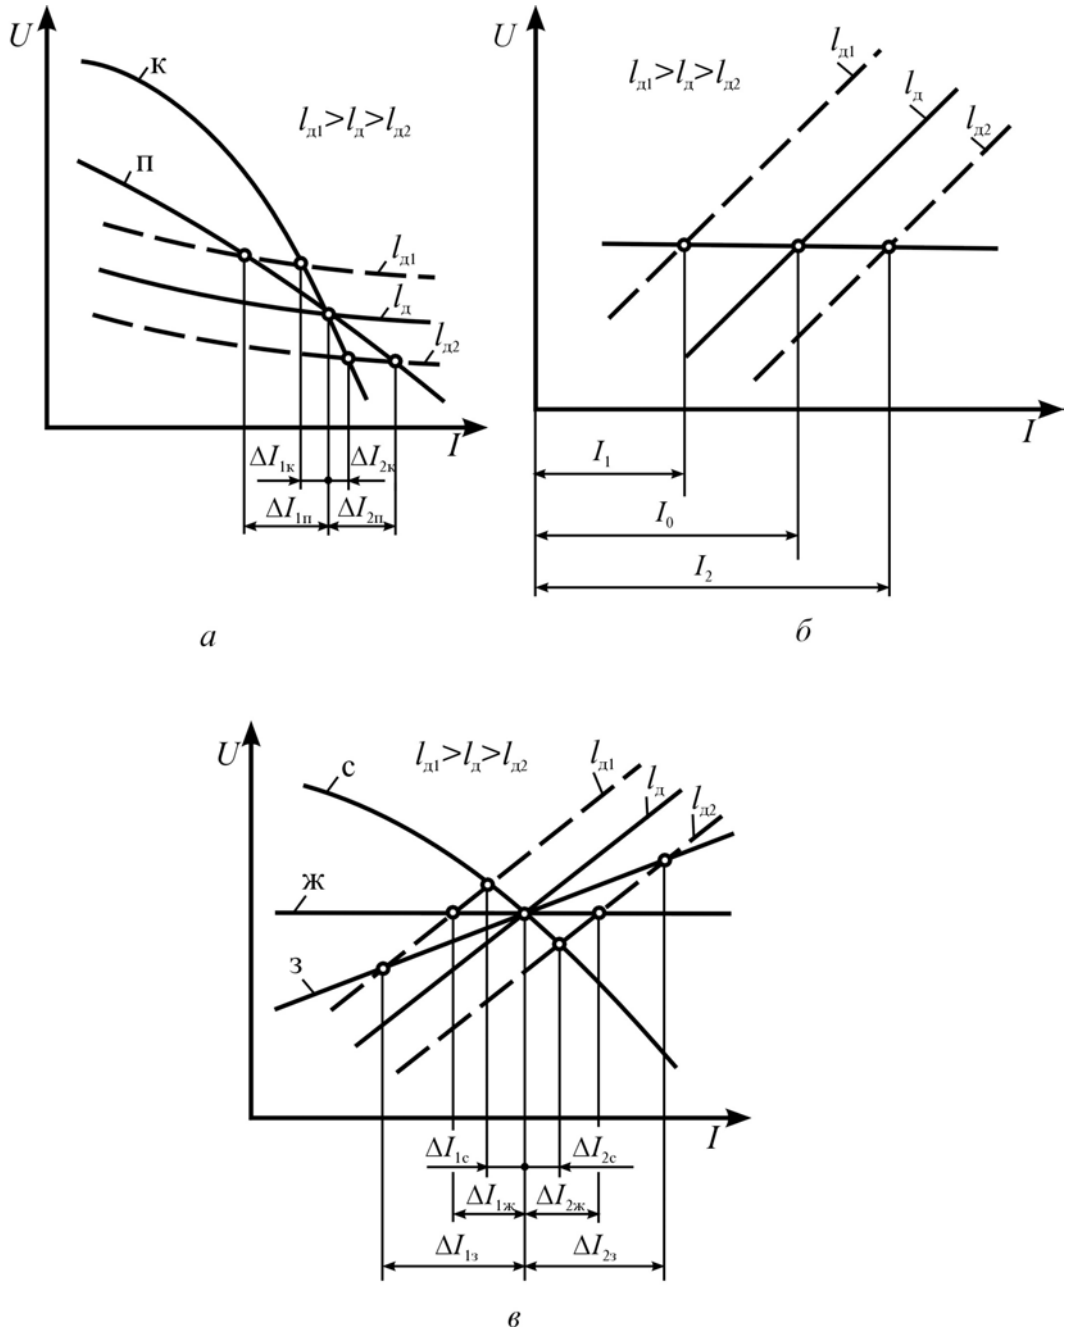 U
к
l_д1>l_д>l_д2
п
l_д1
l_д
l_д2
I
ΔI_1к
ΔI_2к
ΔI_1п
ΔI_2п
а
U
l_д1>l_д>l_д2
l_д1
l_д
l_д2
I
I_1
I_0
I_2
б
U
с
l_д1>l_д>l_д2
l_д1
l_д
l_д2
ж
з
I
ΔI_1с
ΔI_2с
ΔI_1ж
ΔI_2ж
ΔI_1з
ΔI_2з
в